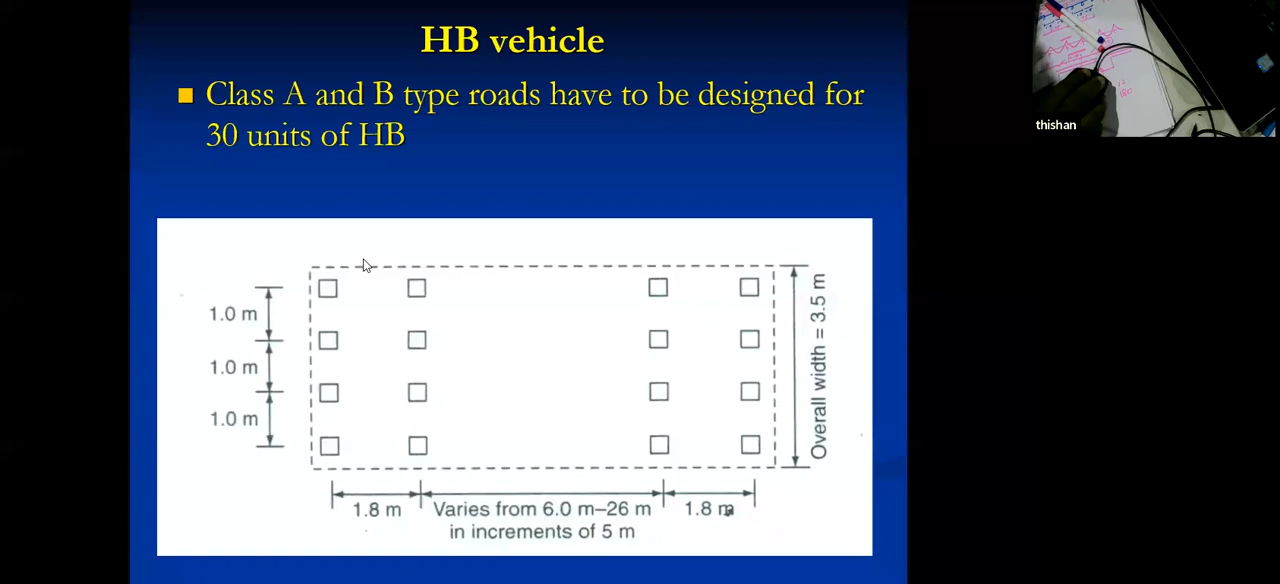 HB vehicle
Class A and B type roads have to be designed for
30 units of HB
1.0 m
1.0 m
1.0 m
Overall width = 3.5 m
1.8 m
Varies from 6.0 m–26 m
in increments of 5 m
1.8 m
thishan
180